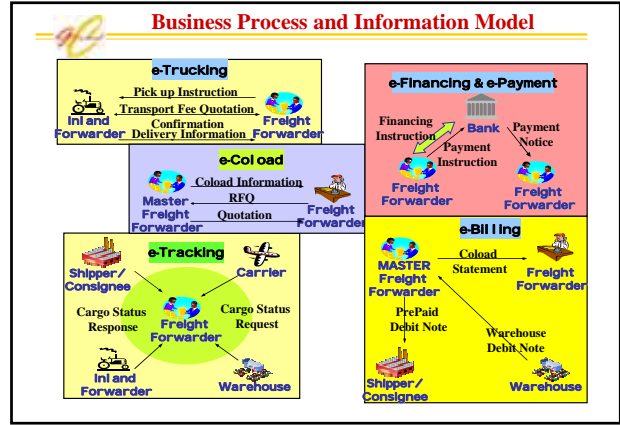 Business Process and Information Model
e-Trucking
Pick up Instruction
Transport Fee Quotation
Inland
Forwarder
Freight
Forwarder
Confirmation
Delivery Information
e-Coload
Coload Information
RFQ
Quotation
Master
Freight
Forwarder
Freight
Forwarder
e-Tracking
Shipper/
Consignee
Carrier
Cargo Status
Response
Freight
Forwarder
Cargo Status
Request
Inland
Forwarder
Warehouse
e-Financing & e-Payment
Financing
Instruction
Bank
Payment
Notice
Payment
Instruction
Freight
Forwarder
Freight
Forwarder
e-Billing
MASTER
Freight
Forwarder
Coload
Statement
Freight
Forwarder
PrePaid
Debit Note
Warehouse
Debit Note
Shipper/
Consignee
Warehouse